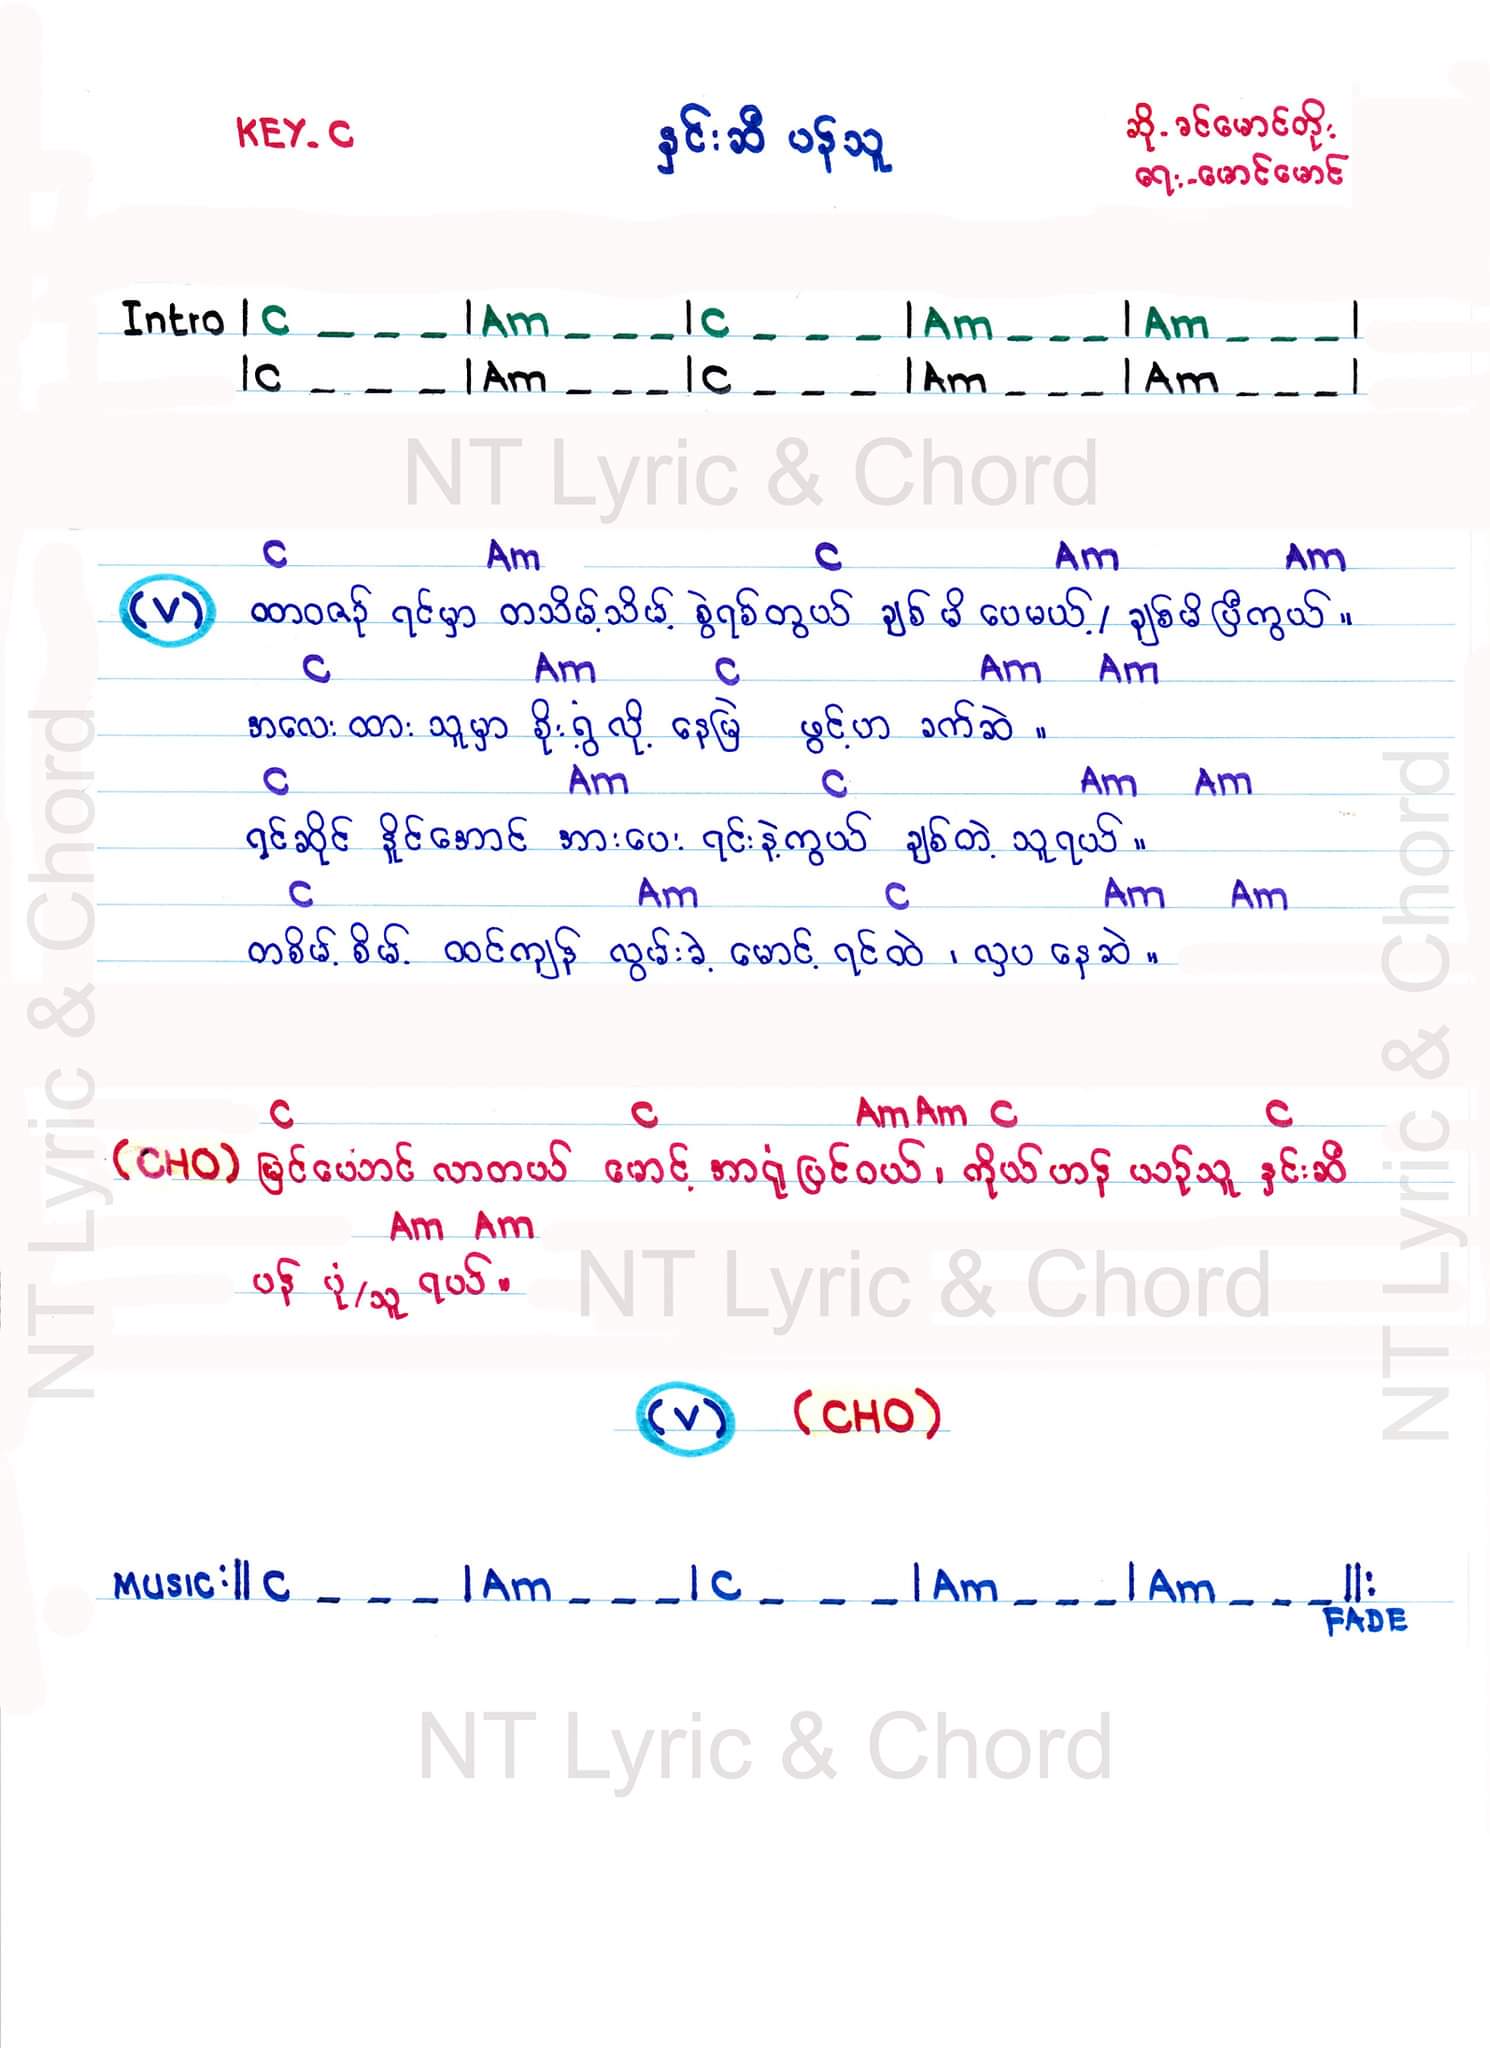 KEY. C
နှင်းဆီ ပန်သူ
ဆို - ခင်မောင်တိုး
ရေး - မောင်မောင်
Intro | C _ _ _ | Am _ _ _ | C _ _ _ | Am _ _ _ | Am _ _ _ |
| C _ _ _ | Am _ _ _ | C _ _ _ | Am _ _ _ | Am _ _ _ |
NT Lyric & Chord
C Am C Am Am
(V) ထာဝဇဉ် ရင်မှာ တသိမ့်သိမ့် စွဲရစ်တွယ် ချစ်မိ ပေမယ့် / ချစ်မိပြီကွယ် ။
C Am C Am Am
အလေး ထား သူမှာ စိုးရွံ့ လို့ နေမြဲ ဖွင့်ဟ ခက်ဆဲ ။
C Am C Am Am
ရင်ဆိုင် နိုင်အောင် အားပေး ရင်းနဲ့ကွယ် ချစ်တဲ့ သူရယ် ။
C Am C Am Am
တစိမ့် စိမ့် ထင်ကျန် လွမ်းခဲ့ မောင့် ရင်ထဲ ၊ လှပ နေဆဲ ။
C C Am Am C C
(CHO) မြင်ယောင် လာတယ် မောင့် အာရုံ ပြင်ဝယ် ၊ ကိုယ်ဟန် ယဉ်သူ နှင်းဆီ
Am Am
ပန် ပုံ / သူ ရယ် ။
NT Lyric & Chord
(V) (CHO)
MUSIC :|| C _ _ _ | Am _ _ _ | C _ _ _ | Am _ _ _ | Am _ _ _ ||:
FADE
NT Lyric & Chord
NT Lyric & Chord
NT Lyric & Chord